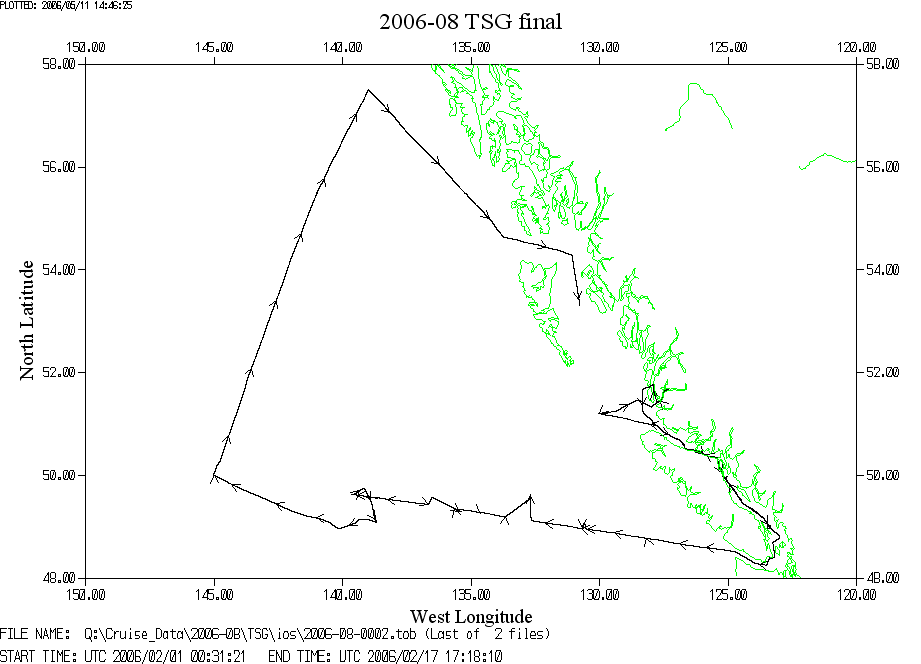 PLOTTED: 2006/05/11 14:46:25
2006-08 TSG final
150.00 145.00 140.00 135.00 130.00 125.00 120.00
58.00 58.00
56.00 56.00
54.00 54.00
North Latitude
52.00 52.00
50.00 50.00
48.00 48.00
150.00 145.00 140.00 135.00 130.00 125.00 120.00
West Longitude
FILE NAME: Q:\Cruise_Data\2006-08\TSG\ios\2006-08-0002.tob (Last of 2 files)
START TIME: UTC 2006/02/01 00:31:21 END TIME: UTC 2006/02/17 17:18:10